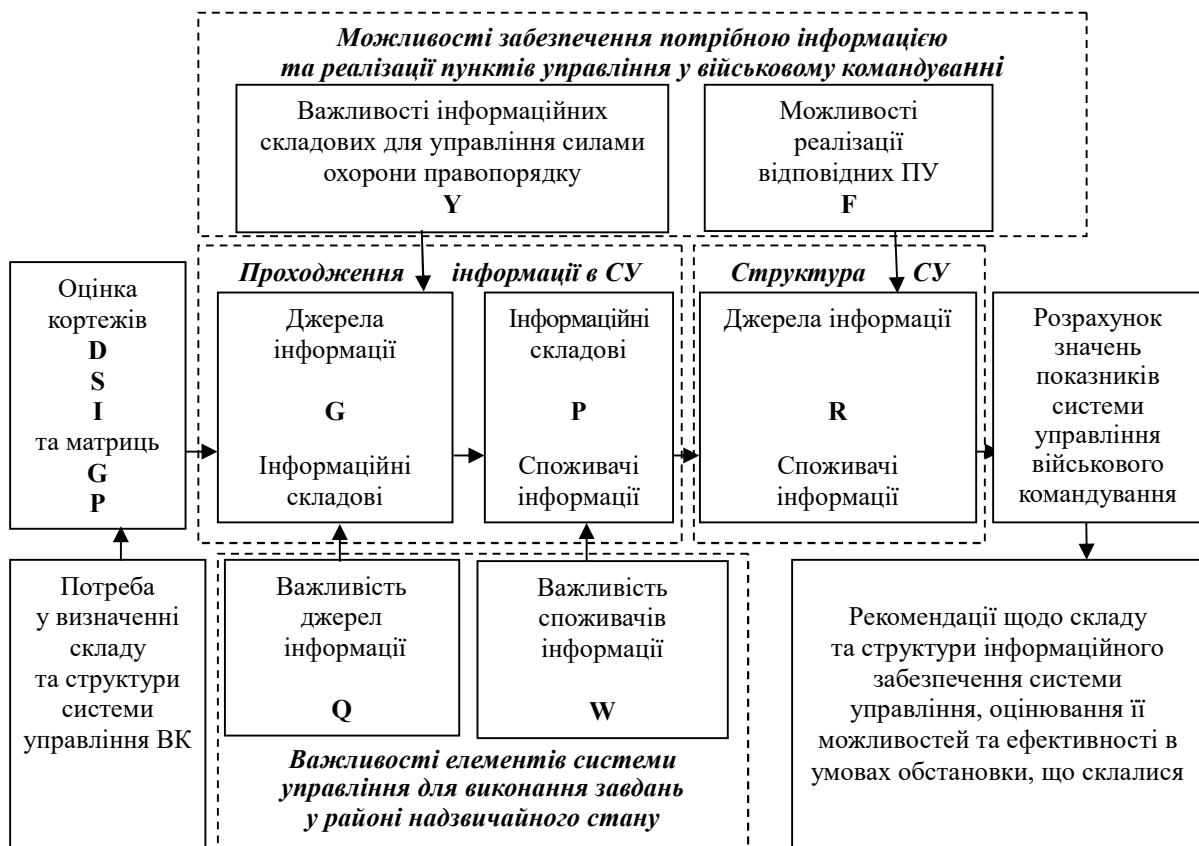 Можливості забезпечення потрібною інформацією
та реалізації пунктів управління у військовому командуванні
Важливості інформаційних
складових для управління силами
охорони правопорядку
Y
Можливості
реалізації
відповідних ПУ
F
Оцінка
кортежів
D
S
I
та матриць
G
P
Проходження інформації в СУ
Джерела
інформації
G
Інформаційні
складові
Інформаційні
складові
P
Споживачі
інформації
Структура СУ
Джерела інформації
R
Споживачі
інформації
Розрахунок
значень
показників
системи
управління
військового
командування
Потреба
у визначенні
складу
та структури
системи
управління ВК
Важливість
джерел
інформації
Q
Важливість
споживачів
інформації
W
Важливості елементів системи
управління для виконання завдань
у районі надзвичайного стану
Рекомендації щодо складу
та структури інформаційного
забезпечення системи
управління, оцінювання її
можливостей та ефективності в
умовах обстановки, що склалися